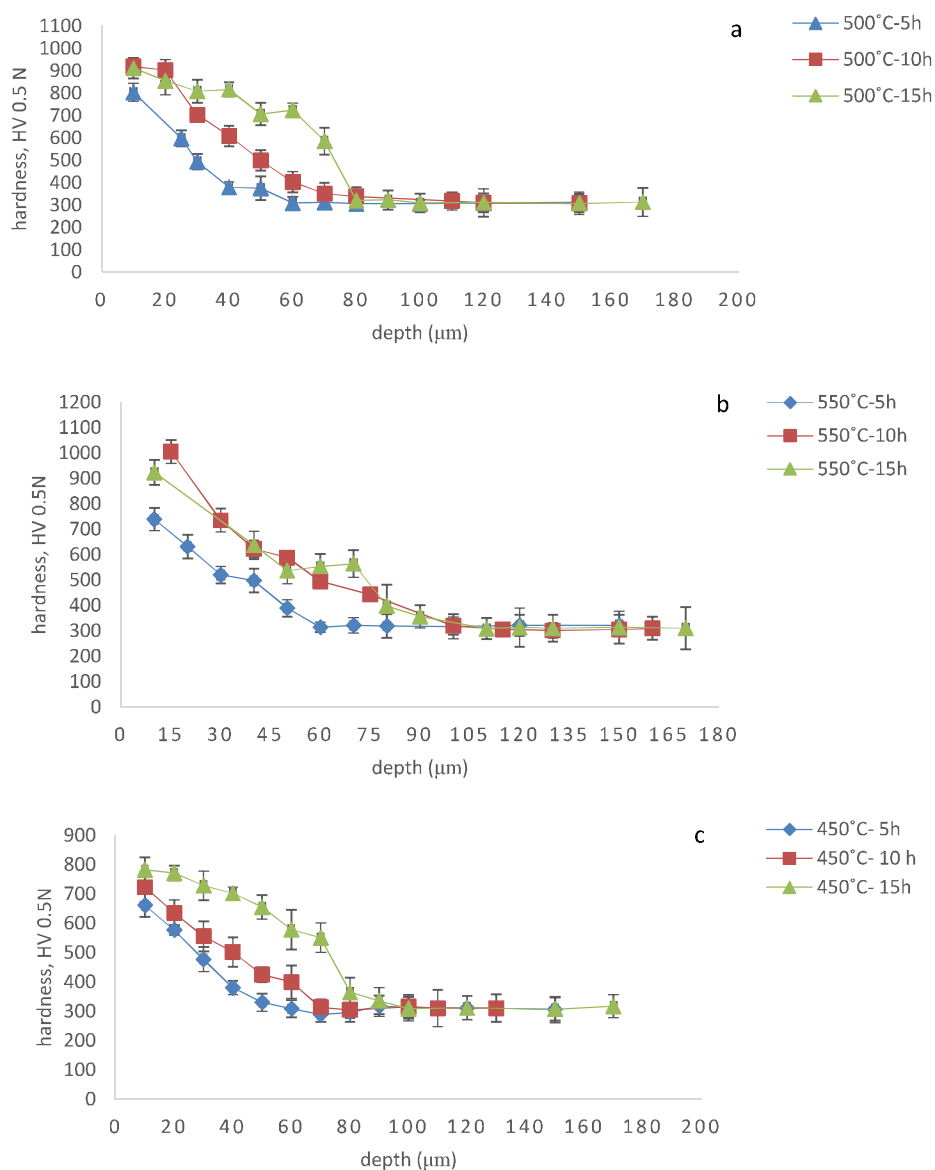 a
500˚C-5h
500˚C-10h
500˚C-15h
hardness, HV 0.5 N
1100
1000
900
800
700
600
500
400
300
200
100
0
0 20 40 60 80 100 120 140 160 180 200
depth (μm)
b
550˚C-5h
550˚C-10h
550˚C-15h
hardness, HV 0.5N
1200
1100
1000
900
800
700
600
500
400
300
200
100
0
0 15 30 45 60 75 90 105 120 135 150 165 180
depth (μm)
c
450˚C- 5h
450˚C- 10 h
450˚C- 15h
hardness, HV 0.5N
900
800
700
600
500
400
300
200
100
0
0 20 40 60 80 100 120 140 160 180 200
depth (μm)